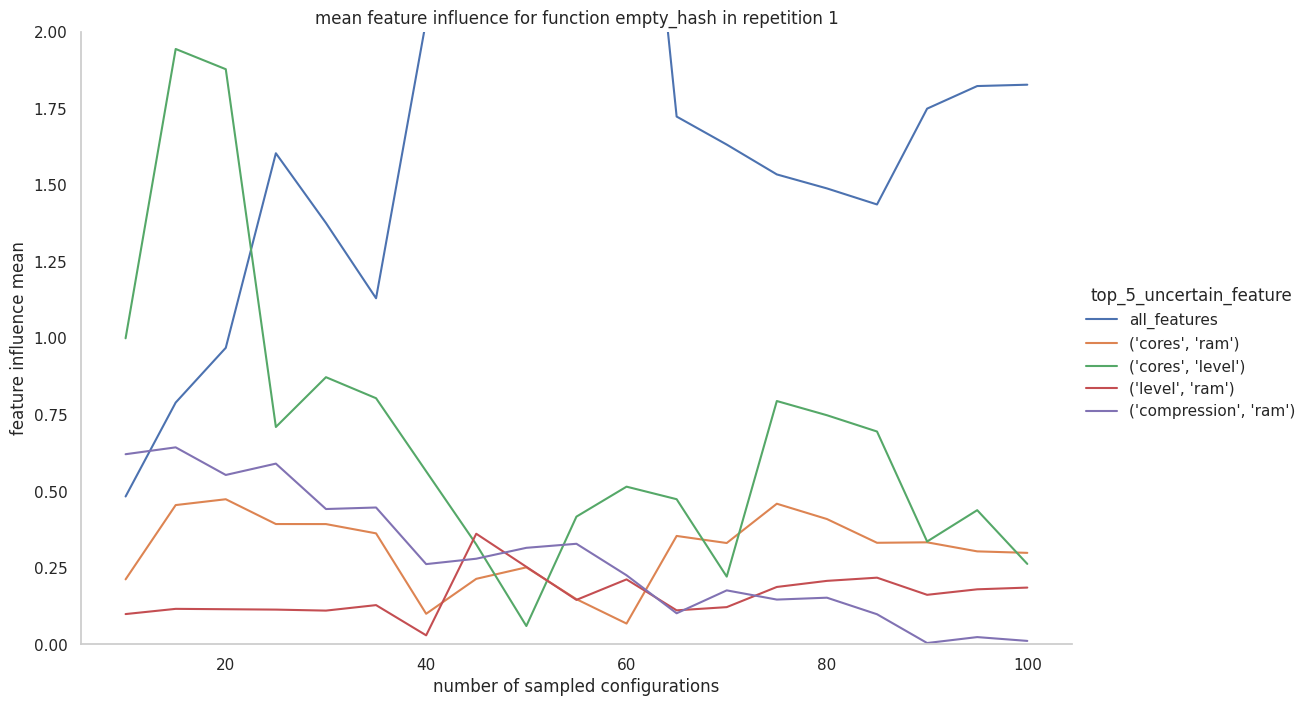 mean feature influence for function empty_hash in repetition 1
2.00
1.75
1.50
1.25
1.00
0.75
0.50
0.25
0.00
feature influence mean
20
40
60
80
100
number of sampled configurations
top_5_uncertain_feature
all_features
('cores', 'ram')
('cores', 'level')
('level', 'ram')
('compression', 'ram')